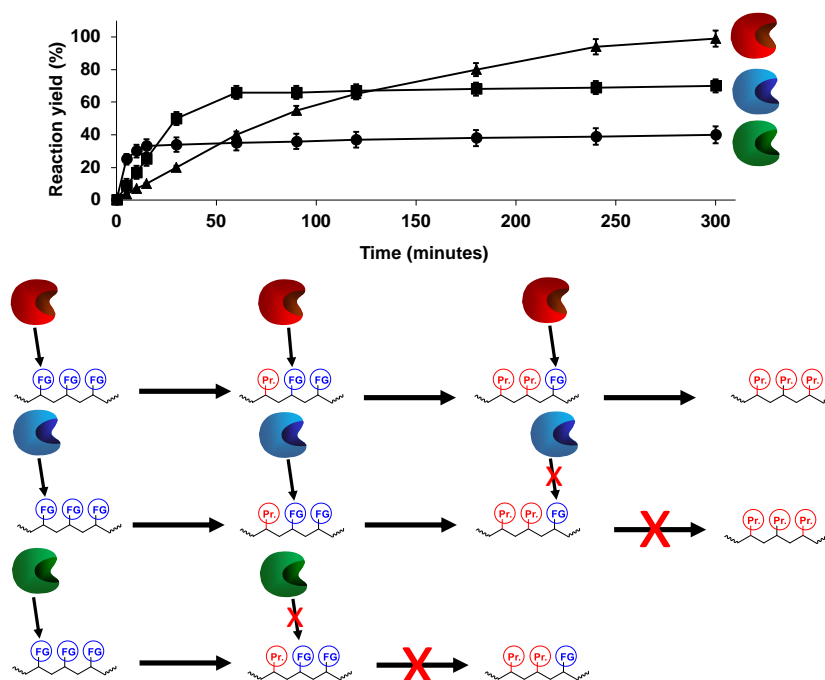 Reaction yield (%)
100
80
60
40
20
0
0 50 100 150 200 250 300
Time (minutes)
FG FG FG Pr. FG FG Pr. Pr. FG Pr. Pr. Pr.
FG FG FG Pr. FG FG Pr. Pr. FG Pr. Pr. Pr.
FG FG FG Pr. FG FG Pr. Pr. FG